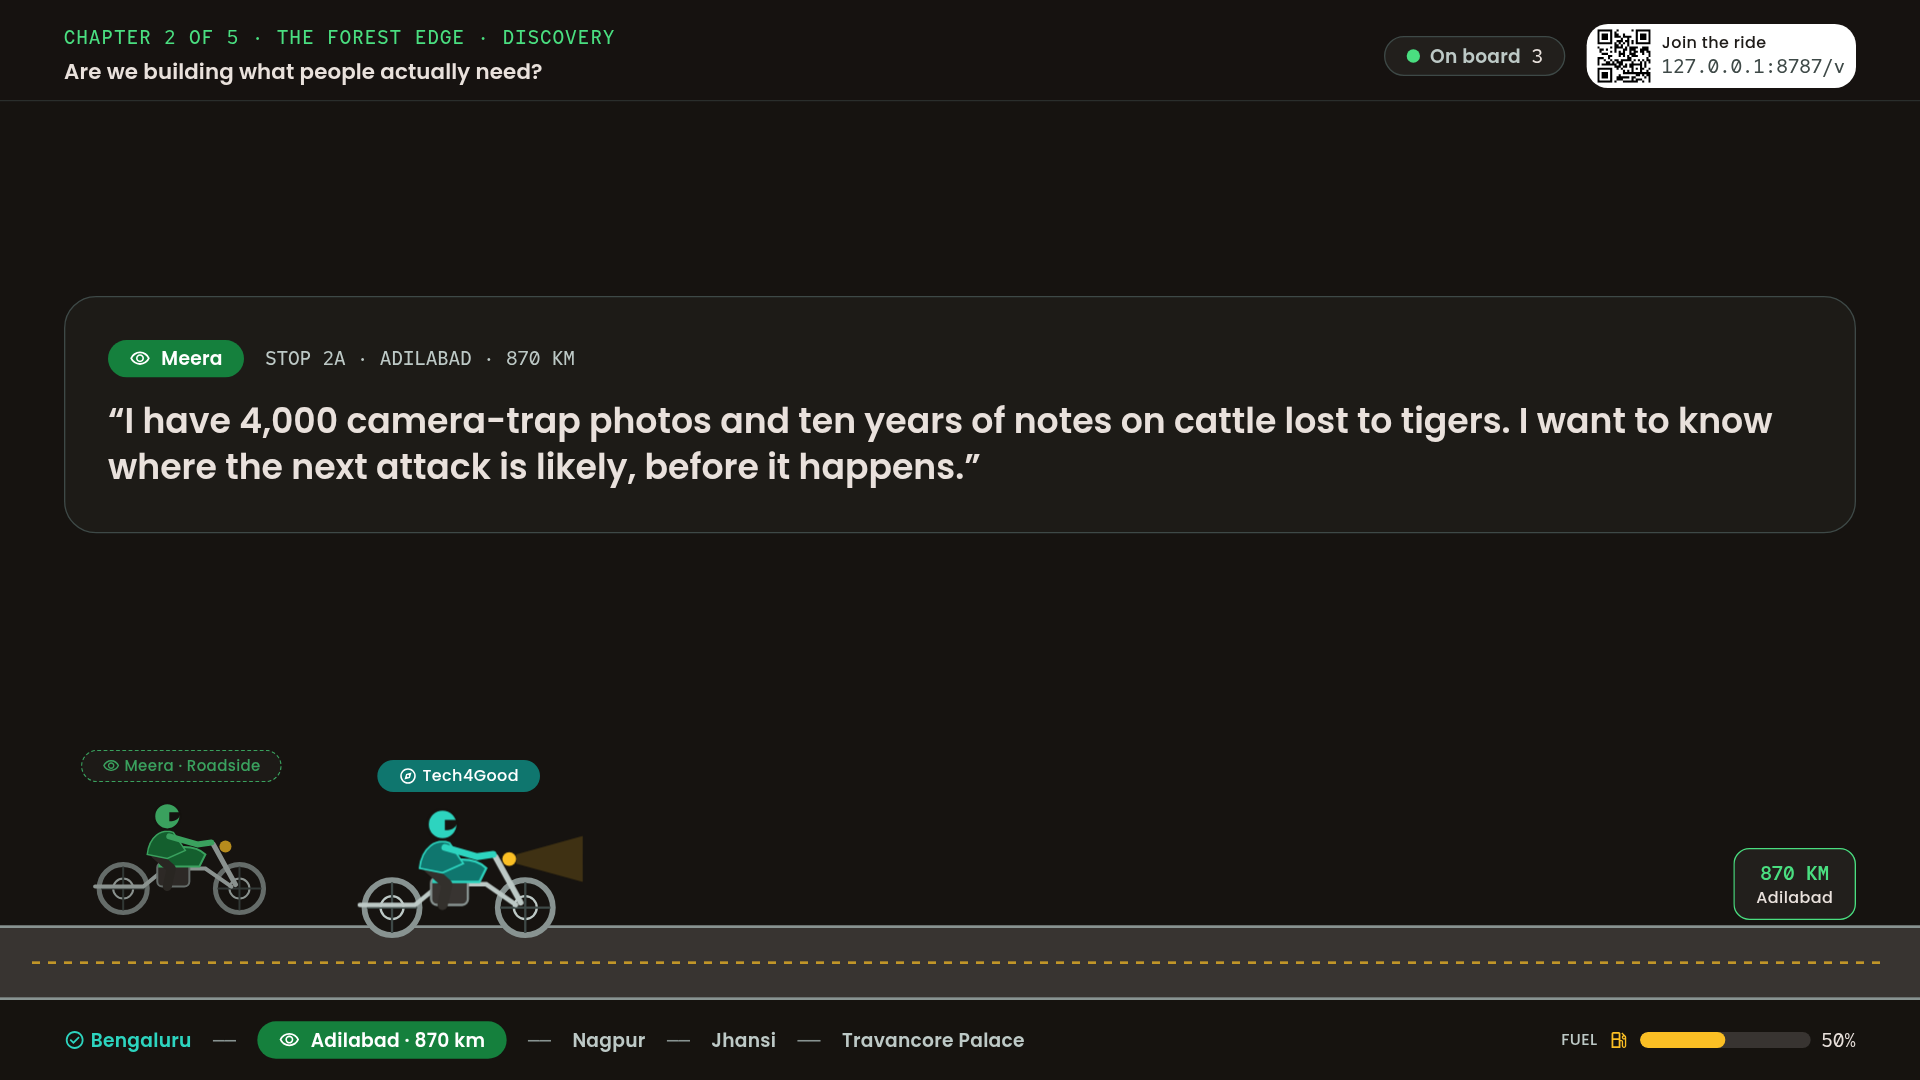 CHAPTER 2 OF 5 · THE FOREST EDGE · DISCOVERY
Are we building what people actually need?
On board 3
Join the ride
127.0.0.1:8787/v
Meera
STOP 2A · ADILABAD · 870 KM
“I have 4,000 camera-trap photos and ten years of notes on cattle lost to tigers. I want to know
where the next attack is likely, before it happens.”
Meera · Roadside
Tech4Good
870 KM
Adilabad
Bengaluru — Adilabad · 870 km — Nagpur — Jhansi — Travancore Palace
FUEL 50%